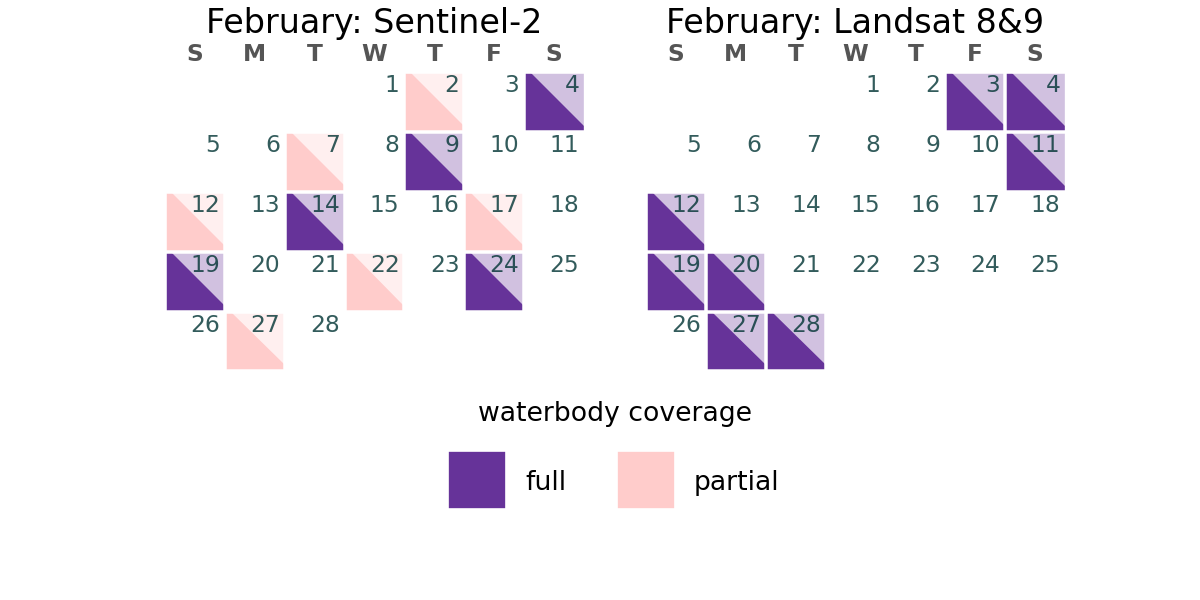 February: Sentinel-2
S M T W T F S
1 2 3 4
5 6 7 8 9 10 11
12 13 14 15 16 17 18
19 20 21 22 23 24 25
26 27 28
February: Landsat 8&9
S M T W T F S
1 2 3 4
5 6 7 8 9 10 11
12 13 14 15 16 17 18
19 20 21 22 23 24 25
26 27 28
waterbody coverage
full
partial